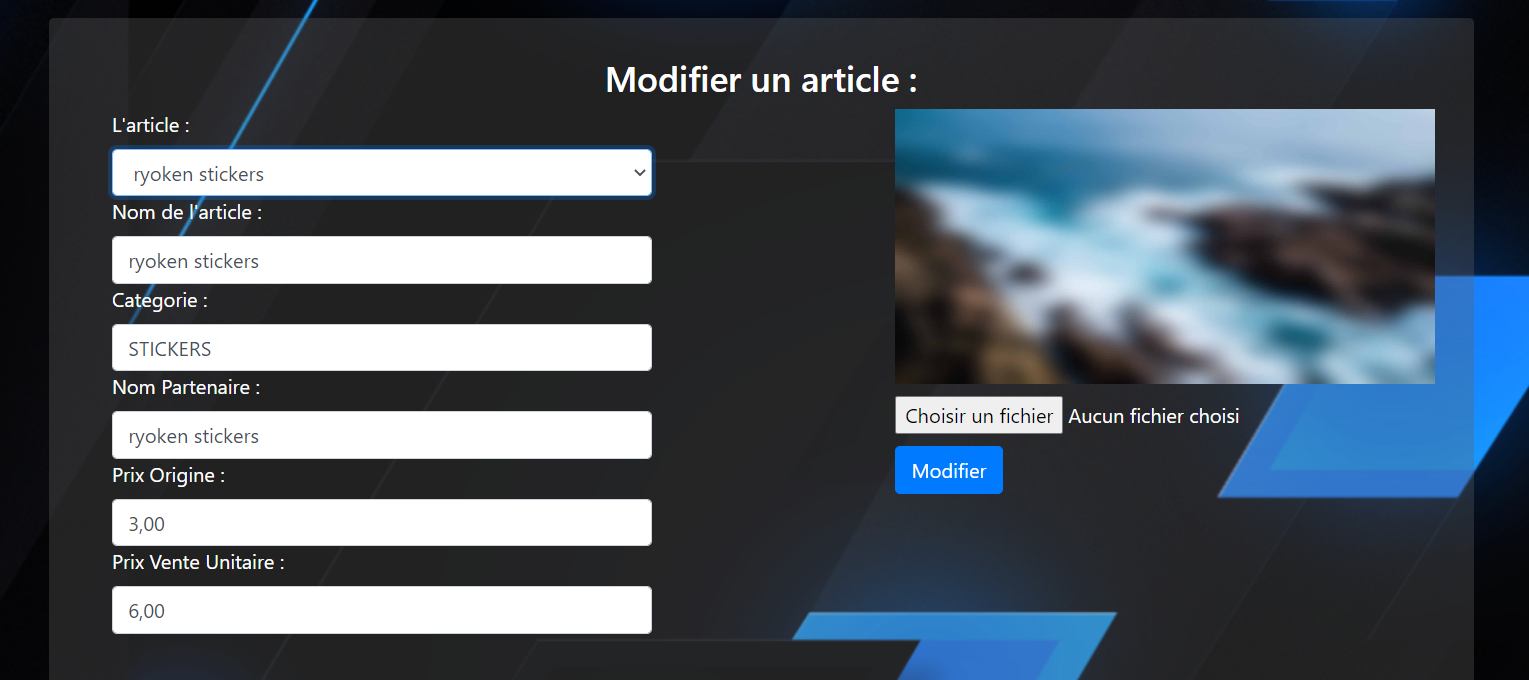 Modifier un article :
L'article :
ryoken stickers
Nom de l'article :
ryoken stickers
Categorie :
STICKERS
Nom Partenaire :
ryoken stickers
Prix Origine :
3,00
Prix Vente Unitaire :
6,00
Choisir un fichier Aucun fichier choisi
Modifier